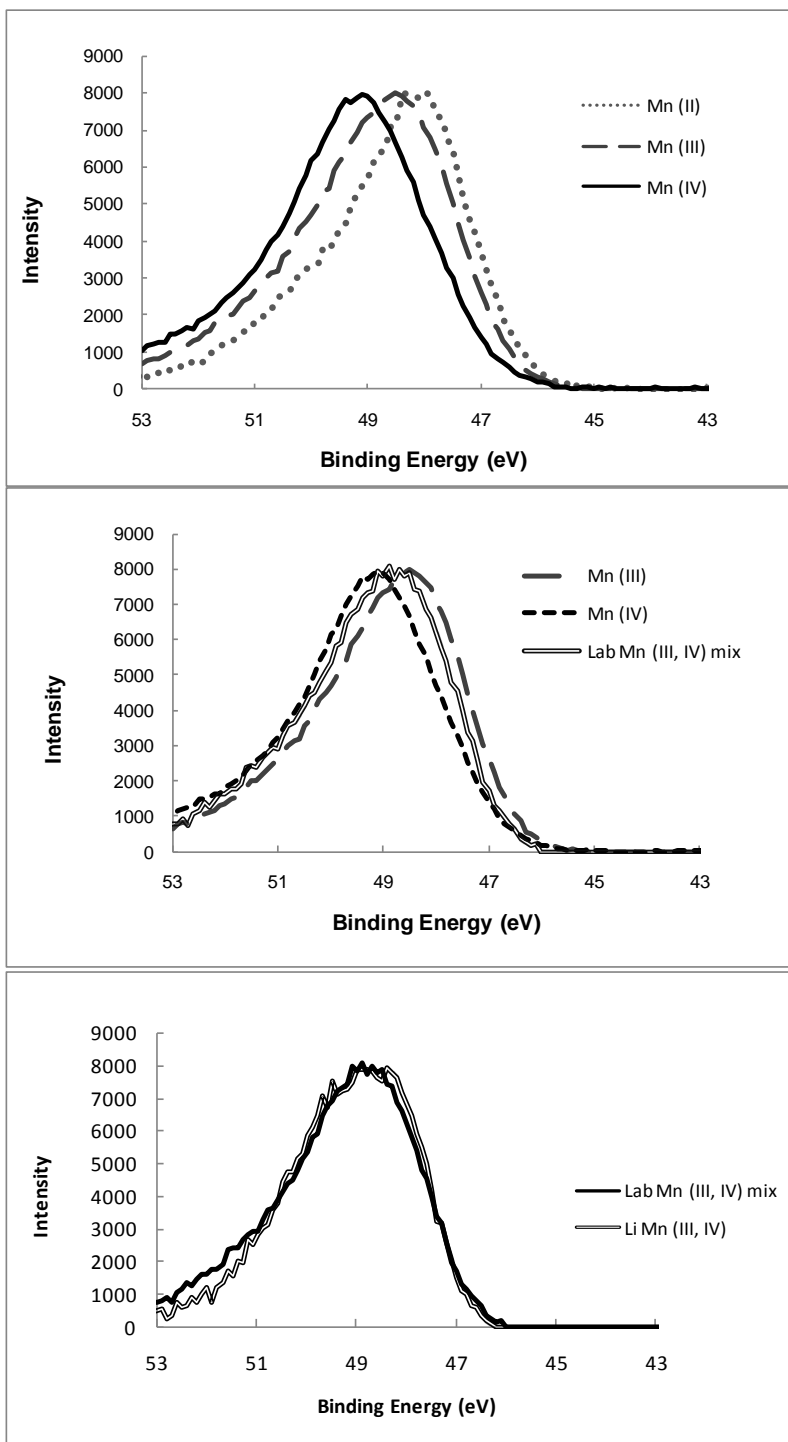 9000
8000
7000
6000
5000
4000
3000
2000
1000
0
Intensity
53 51 49 47 45 43
Binding Energy (eV)
Mn (II)
Mn (III)
Mn (IV)
9000
8000
7000
6000
5000
4000
3000
2000
1000
0
Intensity
53 51 49 47 45 43
Binding Energy (eV)
Mn (III)
Mn (IV)
Lab Mn (III, IV) mix
9000
8000
7000
6000
5000
4000
3000
2000
1000
0
Intensity
53 51 49 47 45 43
Binding Energy (eV)
Lab Mn (III, IV) mix
Li Mn (III, IV)